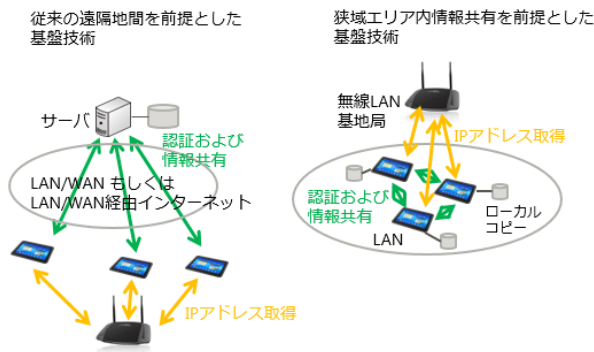 従来の遠隔地間を前提とした
基盤技術
サーバ
認証および
情報共有
LAN/WAN もしくは
LAN/WAN経由インターネット
IPアドレス取得
狭域エリア内情報共有を前提とした
基盤技術
無線LAN
基地局
IPアドレス取得
認証および
情報共有
ローカル
コピー
LAN